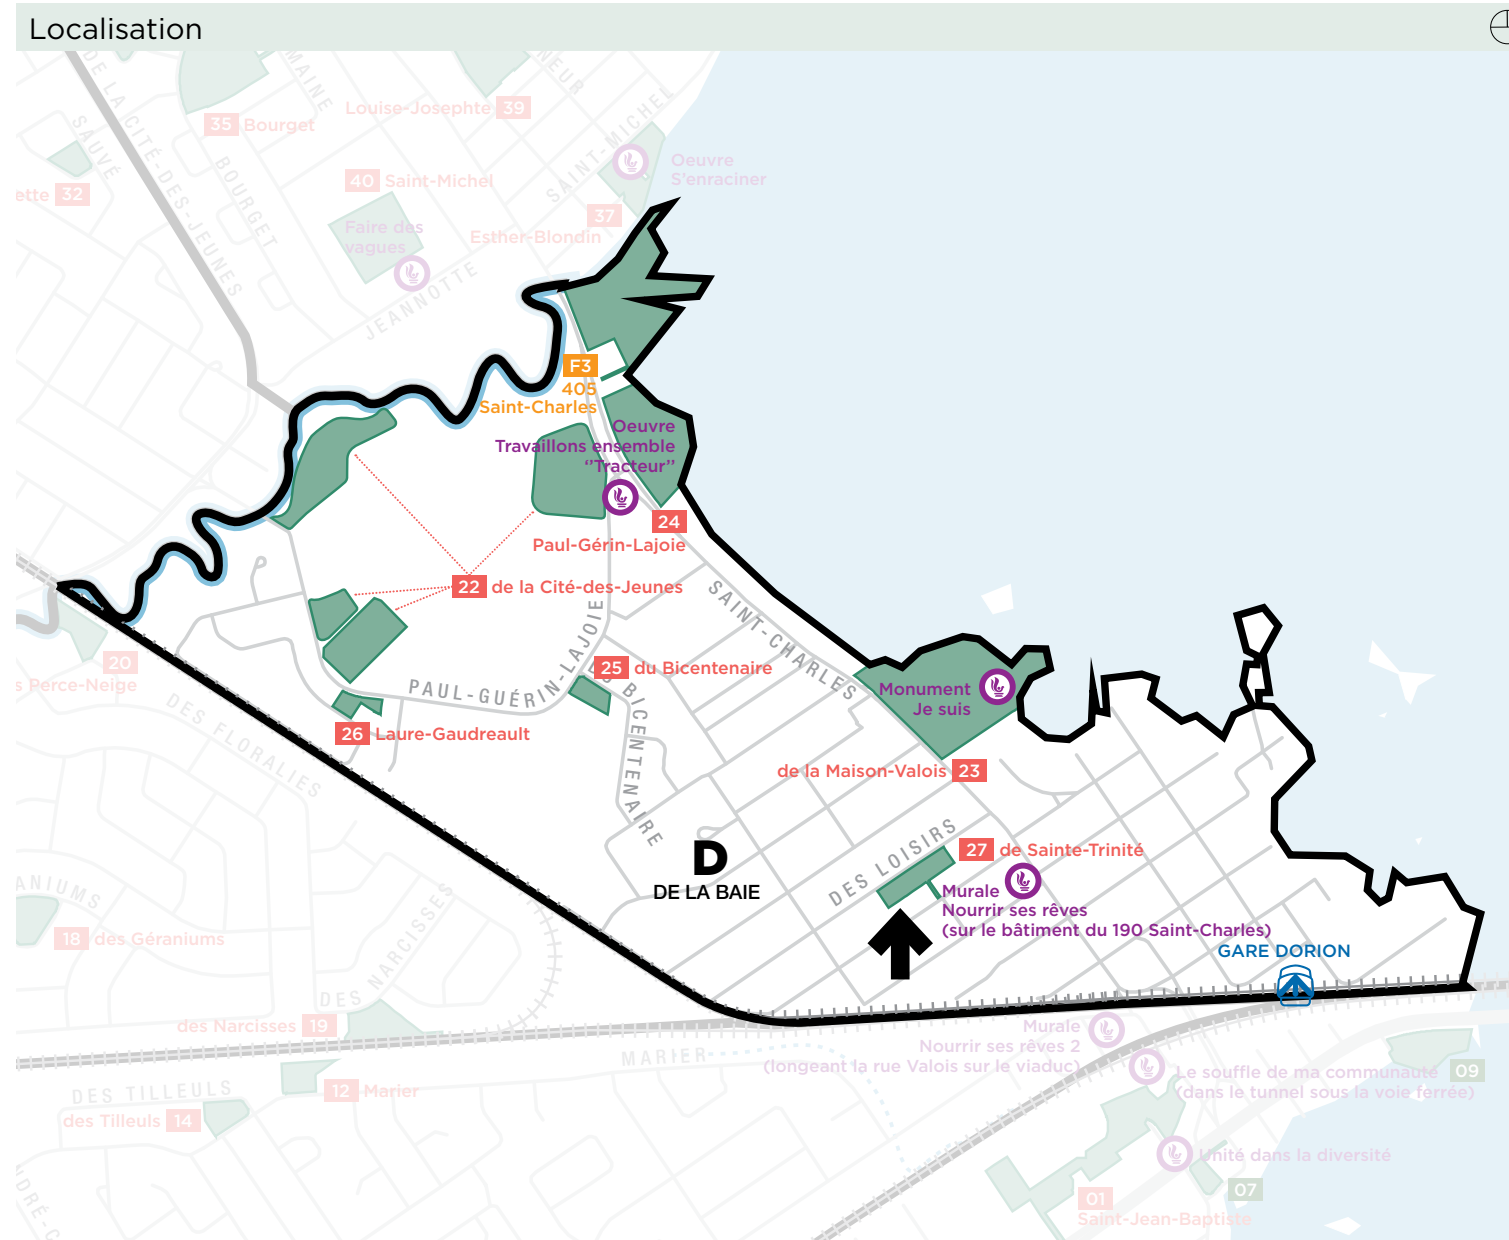 Localisation
DE LA CITÉ-DES-JEUNES
SAUVÉ
MAINE
NEUR
Louise-Josephte 39
35 Bourget
BOURGET
SAINT-MICHEL
Oeuvre
S'enraciner
40 Saint-Michel
ette 32
37
Esther-Blondin
Faire des
vagues
JEANNOTTE
F3
405
Saint-Charles
Oeuvre
Travaillons ensemble
''Tracteur''
24
Paul-Gérin-Lajoie
22 de la Cité-des-Jeunes
SAINT-CHARLES
20
s Perce-Neige
25 du Bicentenaire
PAUL-GUÉRIN-LAJOIE
BICENTENAIRE
Monument
Je suis
DES FLORALIES
26 Laure-Gaudreault
de la Maison-Valois 23
DES LOISIRS
27 de Sainte-Trinité
D
DE LA BAIE
Murale
Nourrir ses rêves
(sur le bâtiment du 190 Saint-Charles)
ANIUMS
18 des Géraniums
DES NARCISSES
GARE DORION
des Narcisses 19
Murale
Nourrir ses rêves 2
(longeant la rue Valois sur le viaduc)
MARIER
Le souffle de ma communauté
(dans le tunnel sous la voie ferrée)
09
DES TILLEULS
12 Marier
des Tilleuls 14
Unité dans la diversité
07
01
Saint-Jean-Baptiste
DRÉ-C